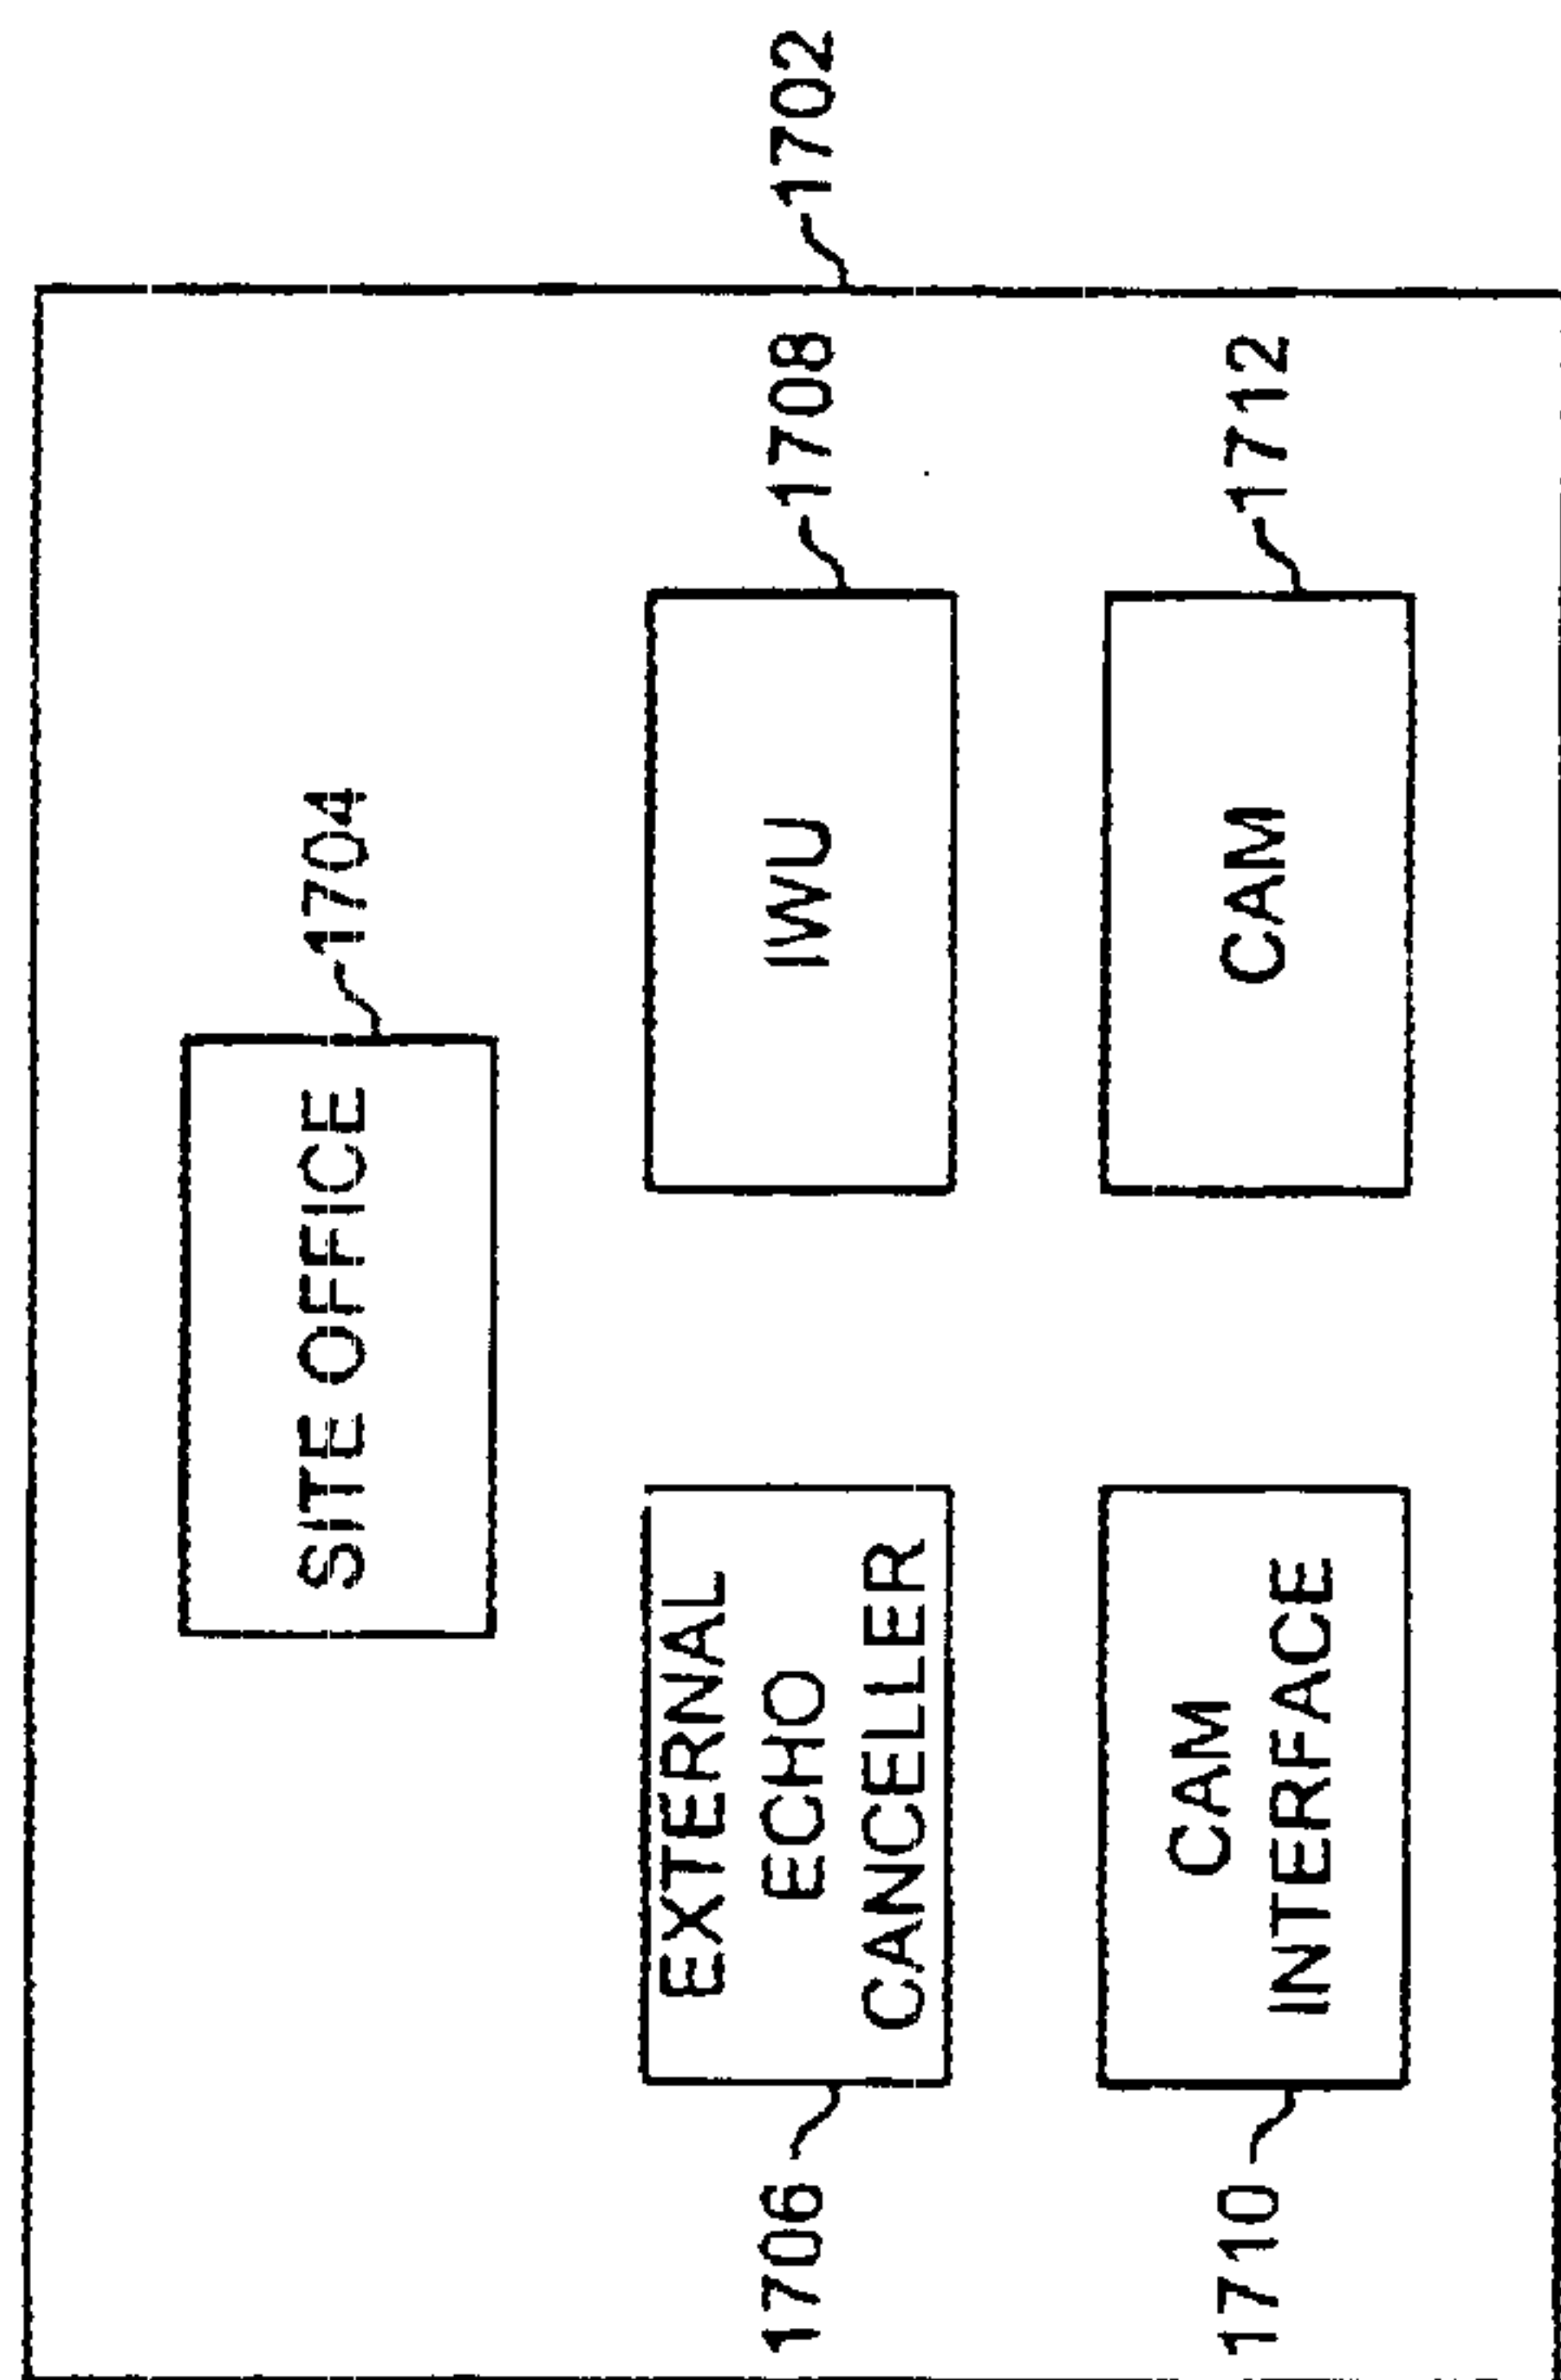 SITE OFFICE
1704
1702
EXTERNAL
ECHO
CANCELLER
1706
IWU
1708
CAM
INTERFACE
1710
CAM
1712